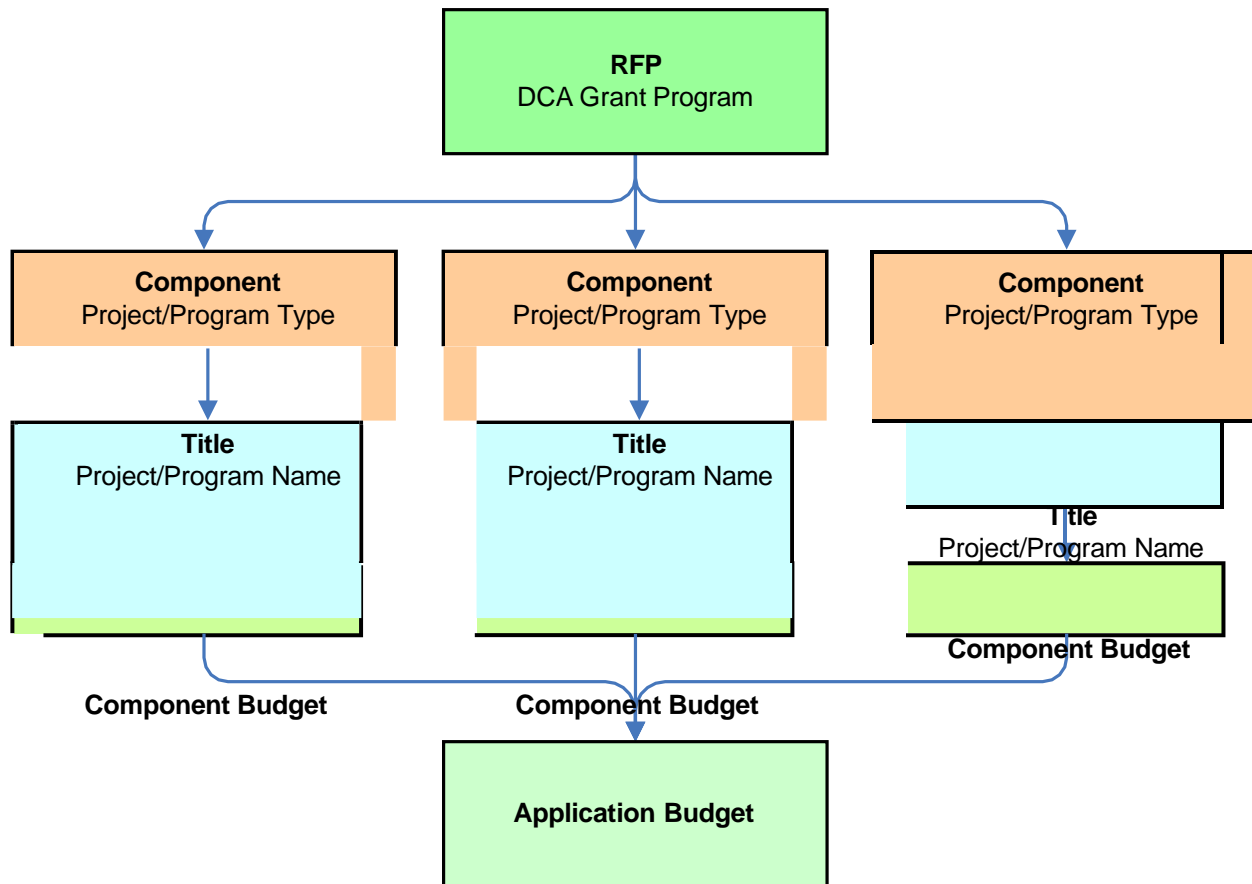 RFP
DCA Grant Program
Component
Project/Program Type
Component
Project/Program Type
Component
Project/Program Type
Title
Project/Program Name
Title
Project/Program Name
Title
Project/Program Name
Component Budget
Component Budget
Component Budget
Application Budget